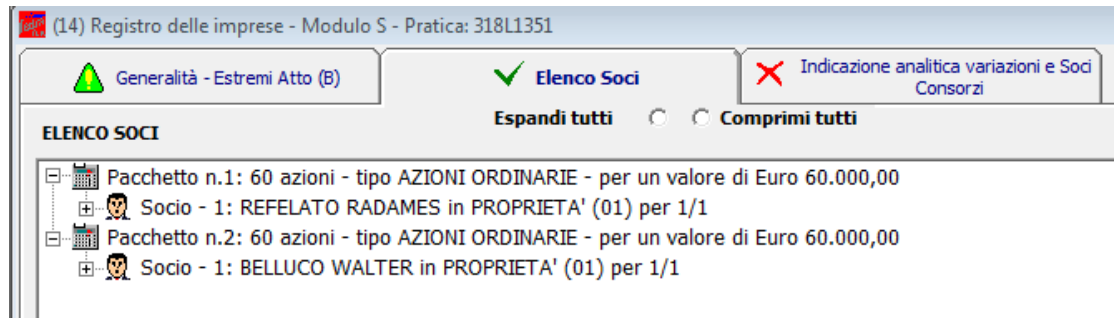 (14) Registro delle imprese - Modulo S - Pratica: 318L1351
Generalità - Estremi Atto (B)
Elenco Soci
Indicazione analitica variazioni e Soci
Consorzi
ELENCO SOCI
Espandi tutti Comprimi tutti
Pacchetto n.1: 60 azioni - tipo AZIONI ORDINARIE - per un valore di Euro 60.000,00
Socio - 1: REFELATO RADAMES in PROPRIETA' (01) per 1/1
Pacchetto n.2: 60 azioni - tipo AZIONI ORDINARIE - per un valore di Euro 60.000,00
Socio - 1: BELLUCO WALTER in PROPRIETA' (01) per 1/1